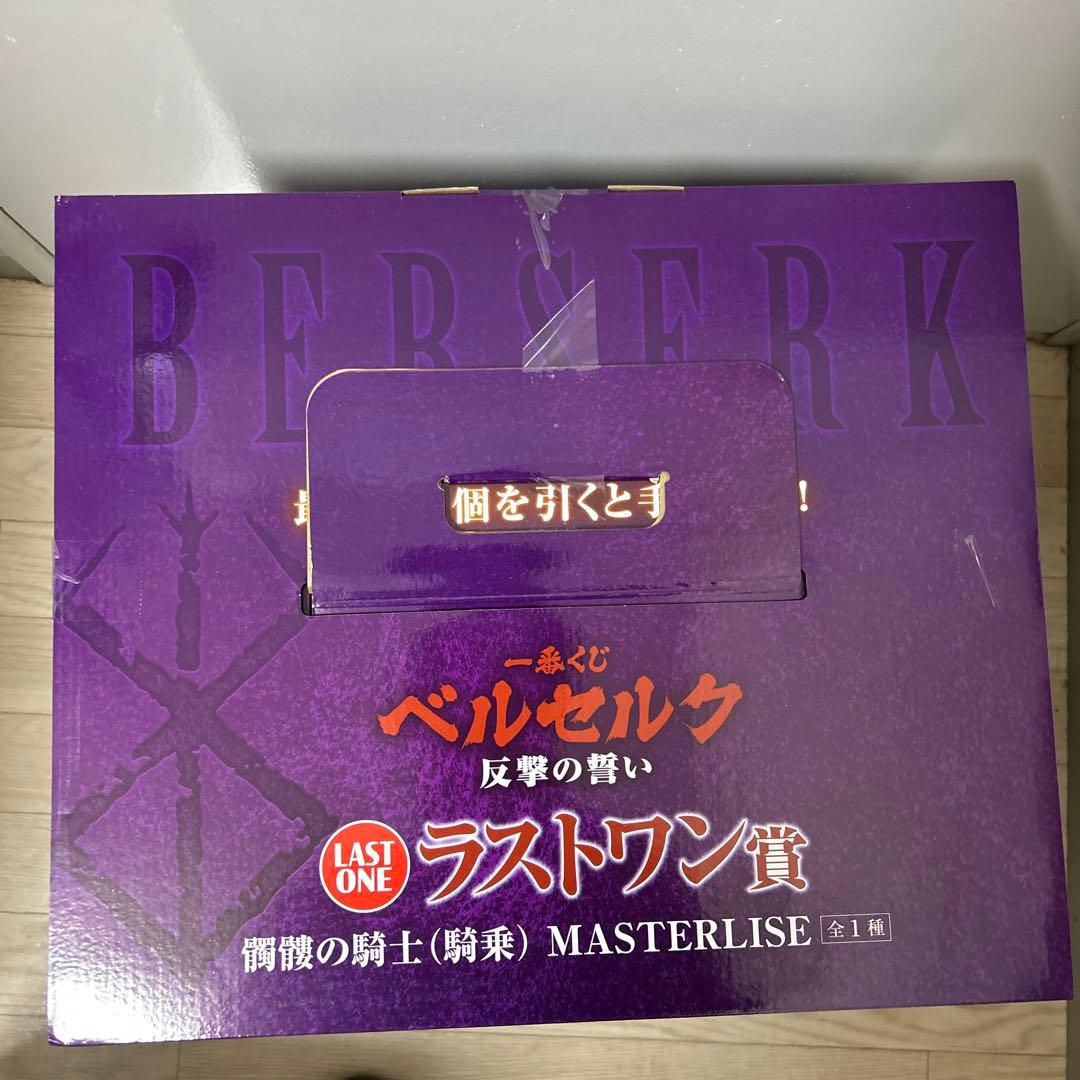 BERSERK
個を引くと手
!
一番くじ
ベルセルク
反撃の誓い
LAST
ONE
ラストワン賞
髑髏の騎士(騎乗) MASTERLISE 全1種